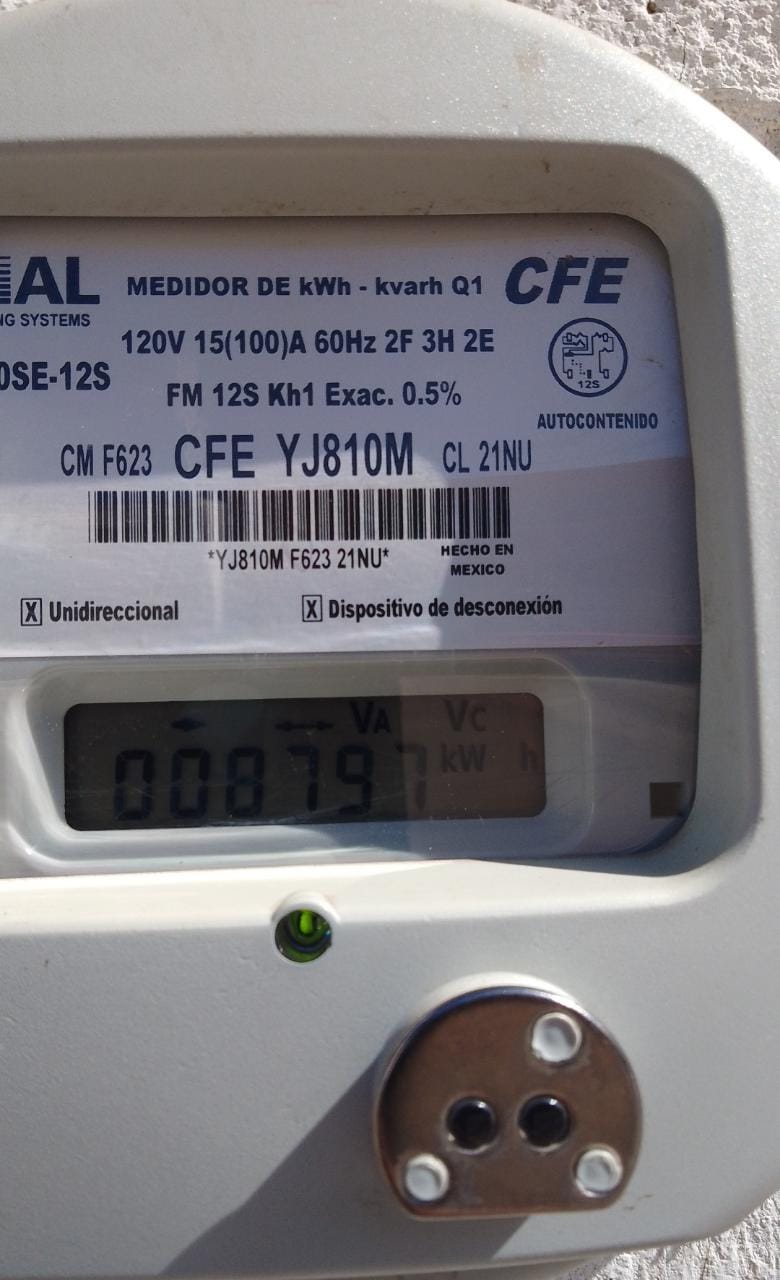 EAL
NG SYSTEMS
MEDIDOR DE kWh - kvarh Q1
CFE
120V 15(100)A 60Hz 2F 3H 2E
0SE-12S
FM 12S Kh1 Exac. 0.5%
12S
AUTOCONTENIDO
CM F623 CFE YJ810M CL 21NU
*YJ810M F623 21NU*
HECHO EN
MEXICO
X Unidireccional
X Dispositivo de desconexión
VA VC
008797 kW h